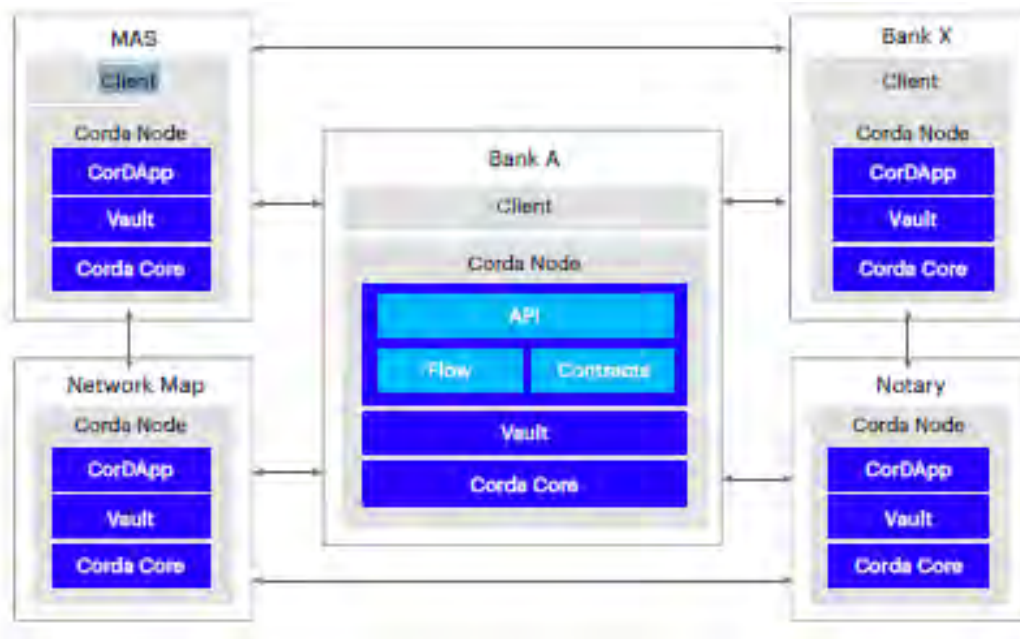 MAS
Client
Corda Node
CorDApp
Vault
Corda Core
Bank X
Client
Corda Node
CorDApp
Vault
Corda Core
Bank A
Client
Corda Node
API
Flow
Contracts
Vault
Corda Core
Network Map
Corda Node
CorDApp
Vault
Corda Core
Notary
Corda Node
CorDApp
Vault
Corda Core